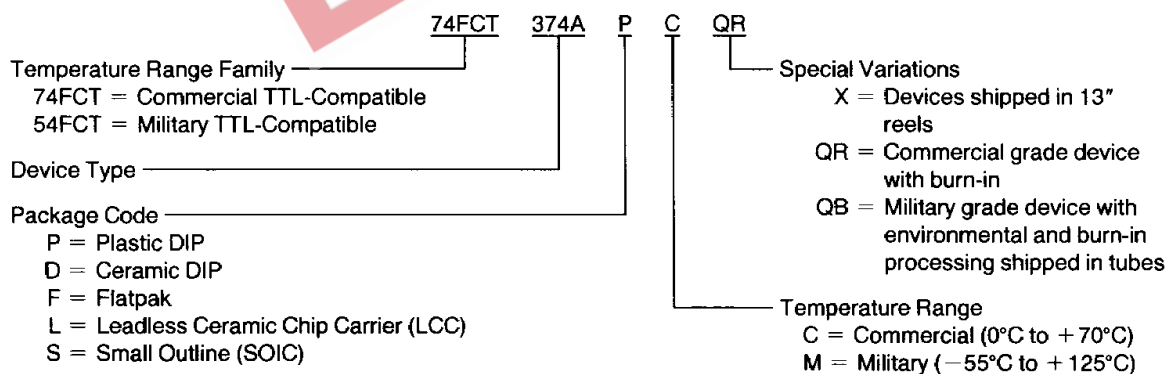 74FCT 374A P C QR
Temperature Range Family
74FCT = Commercial TTL-Compatible
54FCT = Military TTL-Compatible
Device Type
Package Code
P = Plastic DIP
D = Ceramic DIP
F = Flatpak
L = Leadless Ceramic Chip Carrier (LCC)
S = Small Outline (SOIC)
Special Variations
X = Devices shipped in 13″
reels
QR = Commercial grade device
with burn-in
QB = Military grade device with
environmental and burn-in
processing shipped in tubes
Temperature Range
C = Commercial (0°C to +70°C)
M = Military (−55°C to +125°C)